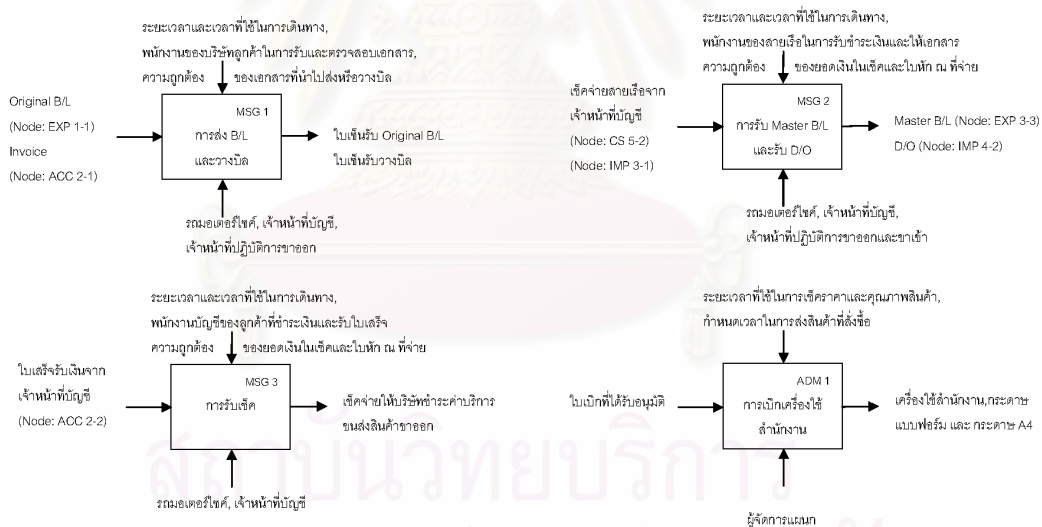 ระยะเวลาและเวลาที่ใช้ในการเดินทาง,
พนักงานของบริษัทลูกค้าในการรับและตรวจสอบเอกสาร,
ความถูกต้อง ของเอกสารที่นำไปส่งหรือวางบิล
Original B/L
(Node: EXP 1-1)
Invoice
(Node: ACC 2-1)
MSG 1
การส่ง B/L
และวางบิล
ใบเซ็นรับ Original B/L
ใบเซ็นรับวางบิล
รถมอเตอร์ไซค์, เจ้าหน้าที่บัญชี,
เจ้าหน้าที่ปฏิบัติการขาออก
ระยะเวลาและเวลาที่ใช้ในการเดินทาง,
พนักงานของสายเรือในการรับชำระเงินและให้เอกสาร
ความถูกต้อง ของยอดเงินในเช็คและใบหัก ณ ที่จ่าย
เช็คจ่ายสายเรือจาก
เจ้าหน้าที่บัญชี
(Node: CS 5-2)
(Node: IMP 3-1)
MSG 2
การรับ Master B/L
และรับ D/O
Master B/L (Node: EXP 3-3)
D/O (Node: IMP 4-2)
รถมอเตอร์ไซค์, เจ้าหน้าที่บัญชี,
เจ้าหน้าที่ปฏิบัติการขาออกและขาเข้า
ระยะเวลาและเวลาที่ใช้ในการเดินทาง,
พนักงานบัญชีของลูกค้าที่ชำระเงินและรับใบเสร็จ
ความถูกต้อง ของยอดเงินในเช็คและใบหัก ณ ที่จ่าย
ใบเสร็จรับเงินจาก
เจ้าหน้าที่บัญชี
(Node: ACC 2-2)
MSG 3
การรับเช็ค
เช็คจ่ายให้บริษัทชำระค่าบริการ
ขนส่งสินค้าขาออก
รถมอเตอร์ไซค์, เจ้าหน้าที่บัญชี
ระยะเวลาที่ใช้ในการเช็คราคาและคุณภาพสินค้า,
กำหนดเวลาในการส่งสินค้าที่สั่งซื้อ
ใบเบิกที่ได้รับอนุมัติ
ADM 1
การเบิกเครื่องใช้
สำนักงาน
เครื่องใช้สำนักงาน,กระดาษ
แบบฟอร์ม และ กระดาษ A4
ผู้จัดการแผนก
สถาบันวิทยบริการ